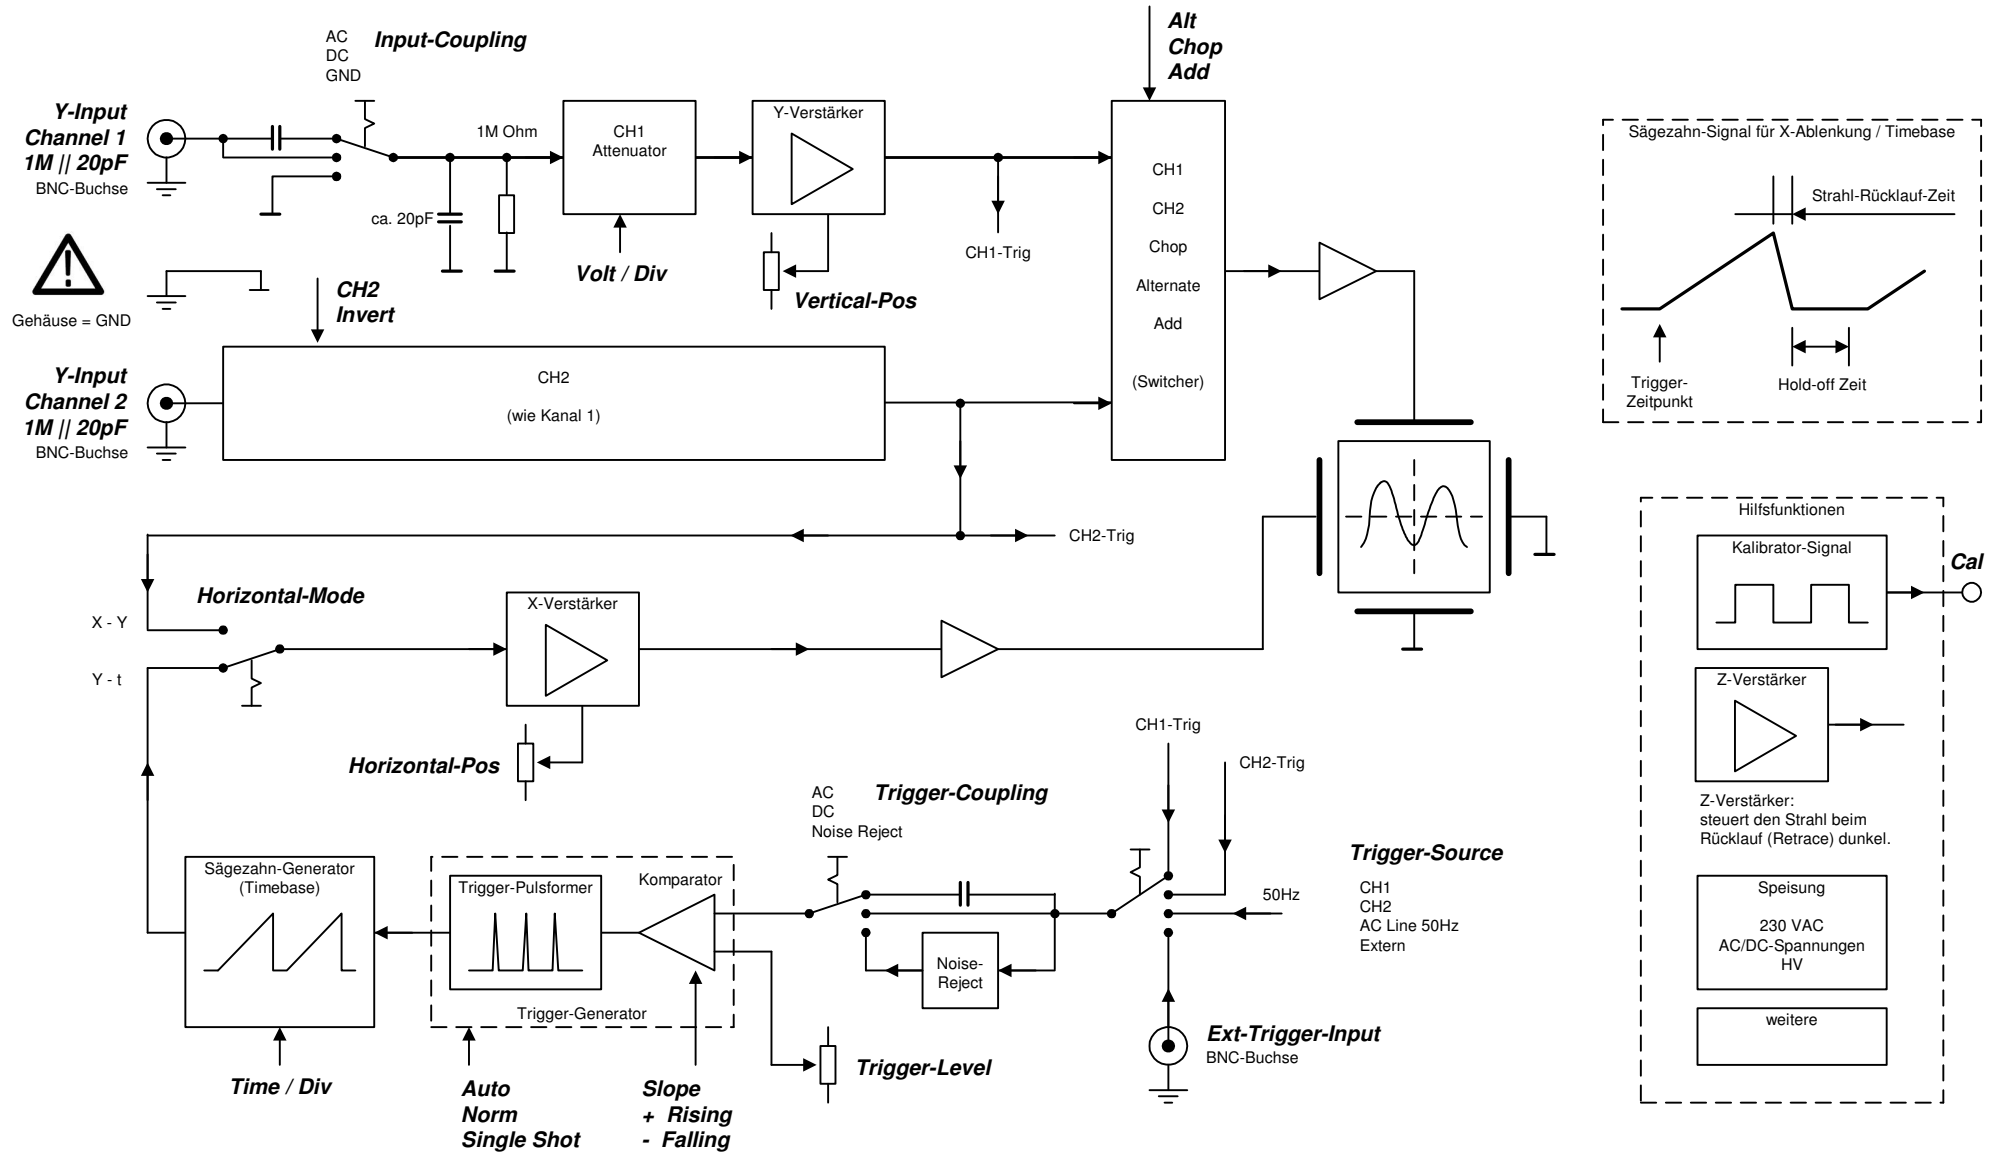 AC
DC
GND
Input-Coupling
Alt
Chop
Add
Y-Input
Channel 1
1M || 20pF
BNC-Buchse
1M Ohm
CH1
Attenuator
Y-Verstärker
ca. 20pF
Volt / Div
Vertical-Pos
CH1-Trig
CH1
CH2
Chop
Alternate
Add
(Switcher)
Sägezahn-Signal für X-Ablenkung / Timebase
Strahl-Rücklauf-Zeit
Trigger-
Zeitpunkt
Hold-off Zeit
Gehäuse = GND
CH2
Invert
Y-Input
Channel 2
1M || 20pF
BNC-Buchse
CH2
(wie Kanal 1)
CH2-Trig
Horizontal-Mode
X - Y
Y - t
X-Verstärker
Horizontal-Pos
Hilfsfunktionen
Kalibrator-Signal
Cal
Z-Verstärker
Z-Verstärker:
steuert den Strahl beim
Rücklauf (Retrace) dunkel.
Speisung
230 VAC
AC/DC-Spannungen
HV
weitere
CH1-Trig
CH2-Trig
AC
DC
Noise Reject
Trigger-Coupling
Trigger-Source
CH1
CH2
AC Line 50Hz
Extern
50Hz
Sägezahn-Generator
(Timebase)
Trigger-Pulsformer
Komparator
Trigger-Generator
Noise-
Reject
Time / Div
Auto
Norm
Single Shot
Slope
+ Rising
- Falling
Trigger-Level
Ext-Trigger-Input
BNC-Buchse